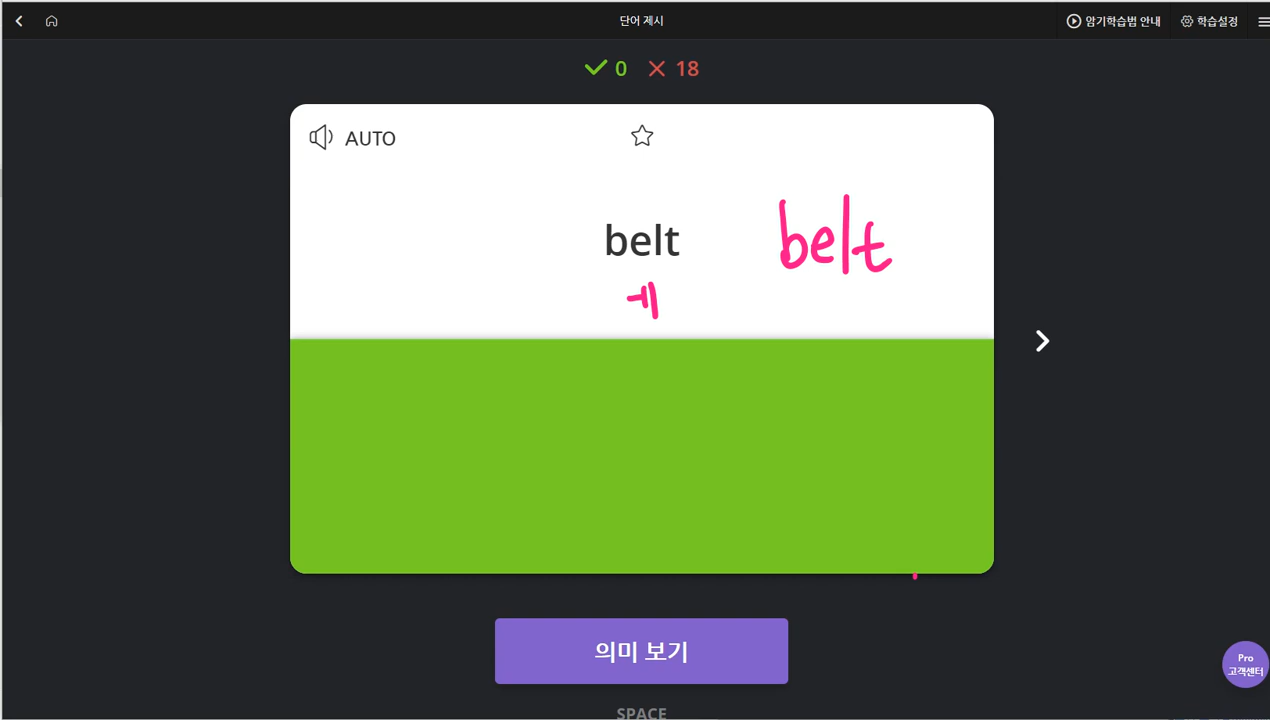 단어 제시
암기학습법 안내
학습설정
0 18
AUTO
belt
belt
ㅔ
의미 보기
SPACE
Pro
고객센터